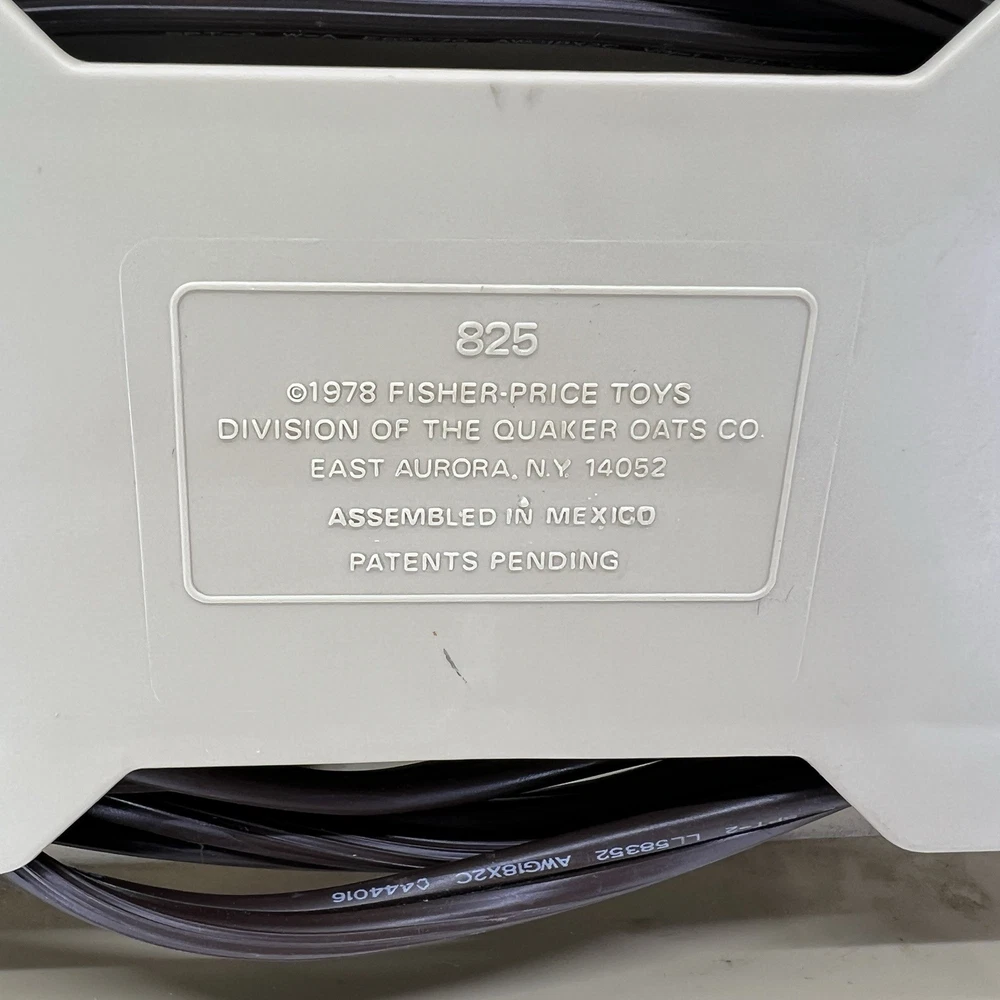 825
©1978 FISHER-PRICE TOYS
DIVISION OF THE QUAKER OATS CO.
EAST AURORA, N.Y. 14052
ASSEMBLED IN MEXICO
PATENTS PENDING
LL58352 AWG18X2C 0444016